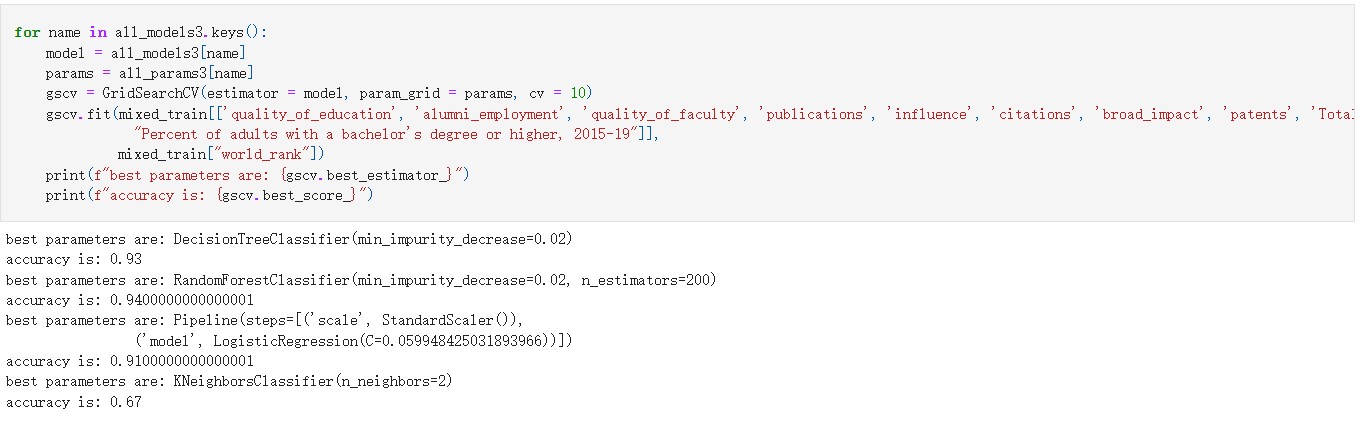 for name in all_models3.keys():
    model = all_models3[name]
    params = all_params3[name]
    gscv = GridSearchCV(estimator = model, param_grid = params, cv = 10)
    gscv.fit(mixed_train[['quality_of_education', 'alumni_employment', 'quality_of_faculty', 'publications', 'influence', 'citations', 'broad_impact', 'patents', 'Total
            "Percent of adults with a bachelor's degree or higher, 2015-19"]],
          mixed_train["world_rank"])
    print(f"best parameters are: {gscv.best_estimator_}")
    print(f"accuracy is: {gscv.best_score_}")
best parameters are: DecisionTreeClassifier(min_impurity_decrease=0.02)
accuracy is: 0.93
best parameters are: RandomForestClassifier(min_impurity_decrease=0.02, n_estimators=200)
accuracy is: 0.9400000000000001
best parameters are: Pipeline(steps=[('scale', StandardScaler()),
                ('model', LogisticRegression(C=0.059948425031893966))])
accuracy is: 0.9100000000000001
best parameters are: KNeighborsClassifier(n_neighbors=2)
accuracy is: 0.67